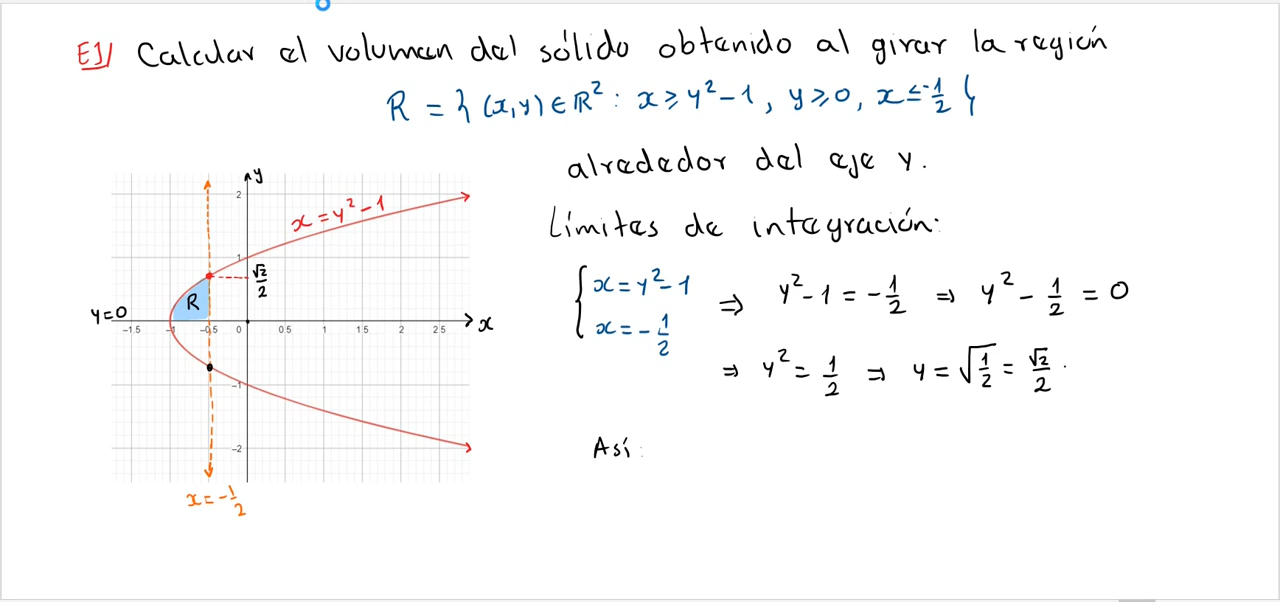 E1/ Calcular el volumen del sólido obtenido al girar la región
R = { (x,y) ∈ ℝ² : x ≥ y² - 1 , y ≥ 0 , x ≤ -1/2 }
alrededor del eje y.
Límites de integración:
{ x = y² - 1
x = -1/2
⇒ y² - 1 = -1/2 ⇒ y² - 1/2 = 0
⇒ y² = 1/2 ⇒ y = √(1/2) = √2/2 .
Así:
y
2
x = y² - 1
1
√2/2
R
y=0
-1.5 -1 -0.5 0 0.5 1 1.5 2 2.5
x
-1
-2
x = -1/2